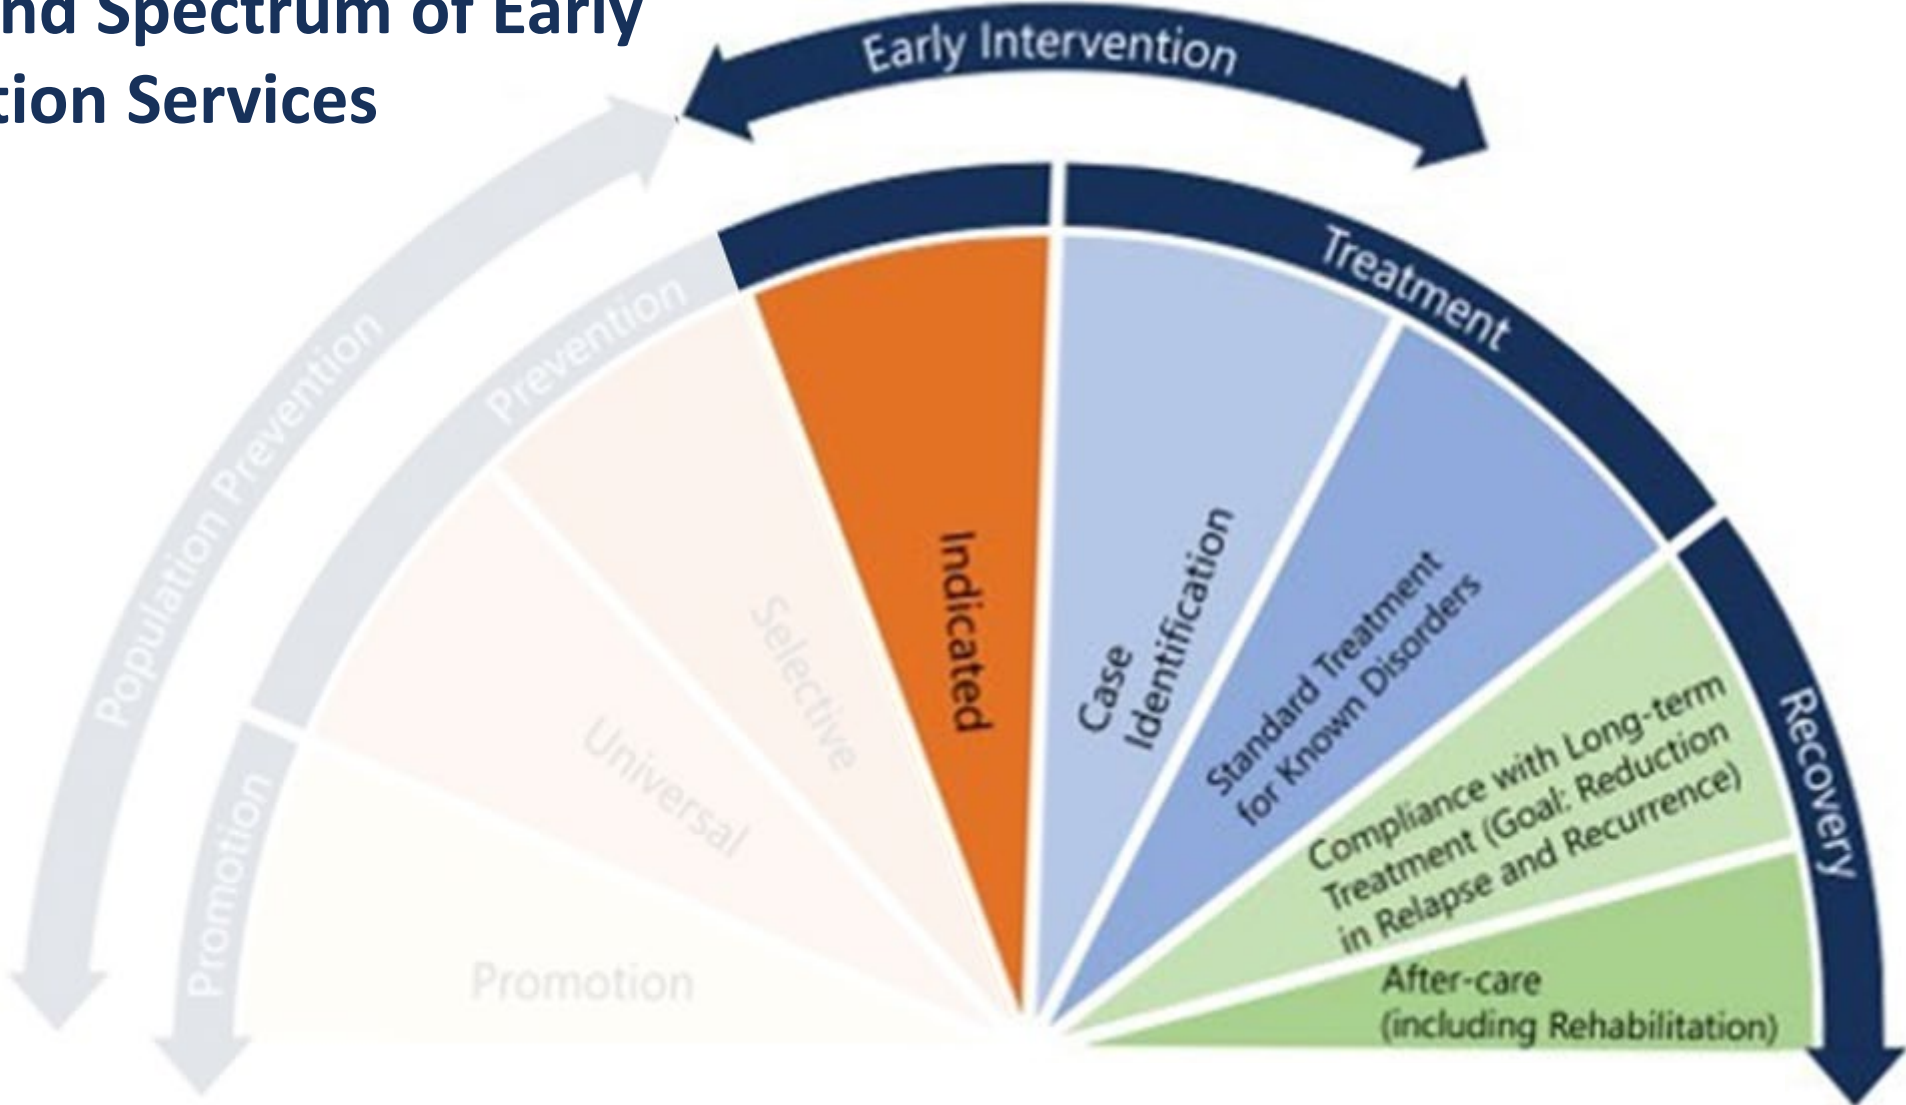 nd Spectrum of Early
tion Services
Early Intervention
Population Prevention
Prevention
Treatment
Promotion
Recovery
Promotion
Universal
Selective
Indicated
Case
Identification
Standard Treatment
for Known Disorders
Compliance with Long-term
Treatment (Goal: Reduction
in Relapse and Recurrence)
After-care
(including Rehabilitation)